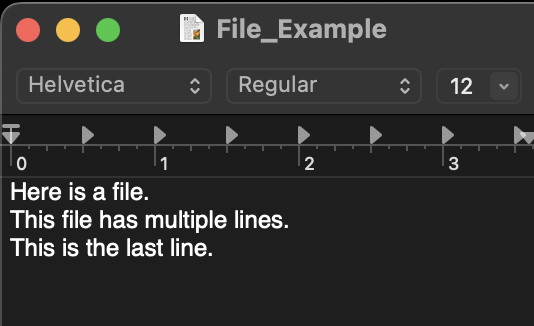 File_Example
Helvetica Regular 12
0 1 2 3
Here is a file.
This file has multiple lines.
This is the last line.